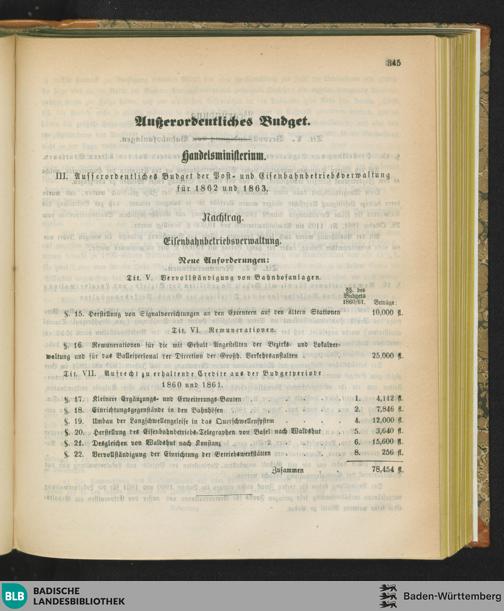 345
Außerordentliches Budget.
Handelsministerium.
III. Ausserordentliches Budget der Post- und Eisenbahnbetriebsverwaltung
für 1862 und 1863.
Nachtrag.
Eisenbahnbetriebsverwaltung.
Neue Anforderungen:
Tit. V. Vervollständigung von Bahnhofanlagen.
§§. des Budgets 1860/61. Beträge.
§. 15. Herstellung von Signalvorrichtungen an den Excentern auf den ältern Stationen 10,000 fl.
Tit. VI. Remunerationen.
§. 16. Remunerationen für die mit Gehalt Angestellten der Bezirks- und Lokalver-
waltung und für das Balleipersonal der Direction der Großh. Verkehrsanstalten . 25,000 fl.
Tit. VII. Aufrecht zu erhaltende Credite aus der Budgetperiode
1860 und 1861.
§. 17. Kleinere Ergänzungs- und Erweiterungs-Bauten 1. 4,112 fl.
§. 18. Einrichtungsgegenstände in den Bahnhöfen 2. 7,846 fl.
§. 19. Umbau der Langschwellengeleise in das Querschwellensystem 4. 12,000 fl.
§. 20. Herstellung des Eisenbahnbetriebs-Telegraphen von Basel nach Waldshut 5. 3,640 fl.
§. 21. Desgleichen von Waldshut nach Konstanz 6. 15,600 fl.
§. 22. Vervollständigung der Einrichtung der Betriebswerkstätten 8. 256 fl.
Zusammen 78,454 fl.
BLB BADISCHE
LANDESBIBLIOTHEK
Baden-Württemberg